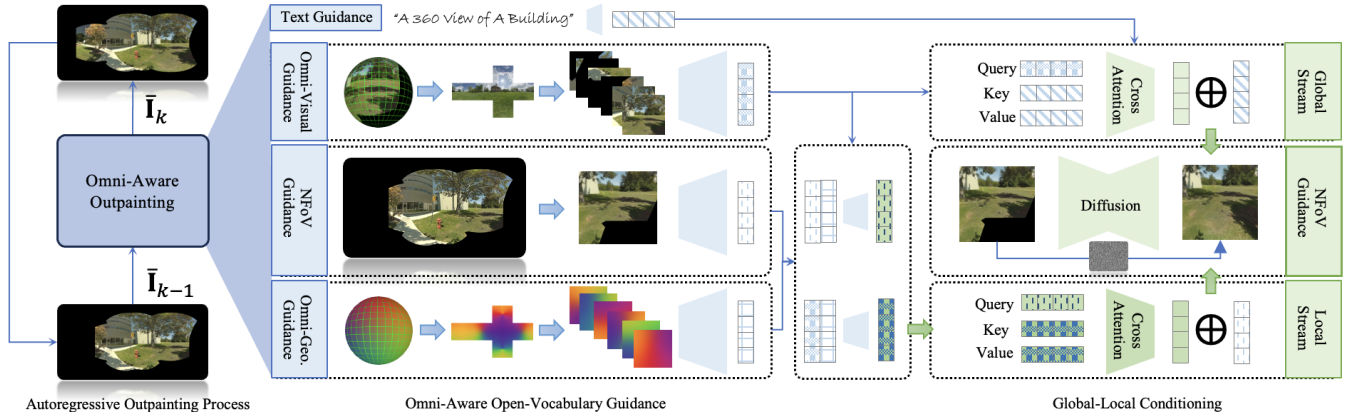 Text Guidance
"A 360 View of A Building"
Omni-Visual
Guidance
NFoV
Guidance
Omni-Geo.
Guidance
Ī_k
Omni-Aware
Outpainting
Ī_{k−1}
Query
Key
Value
Cross
Attention
Global
Stream
Diffusion
NFoV
Guidance
Query
Key
Value
Cross
Attention
Local
Stream
Autoregressive Outpainting Process
Omni-Aware Open-Vocabulary Guidance
Global-Local Conditioning